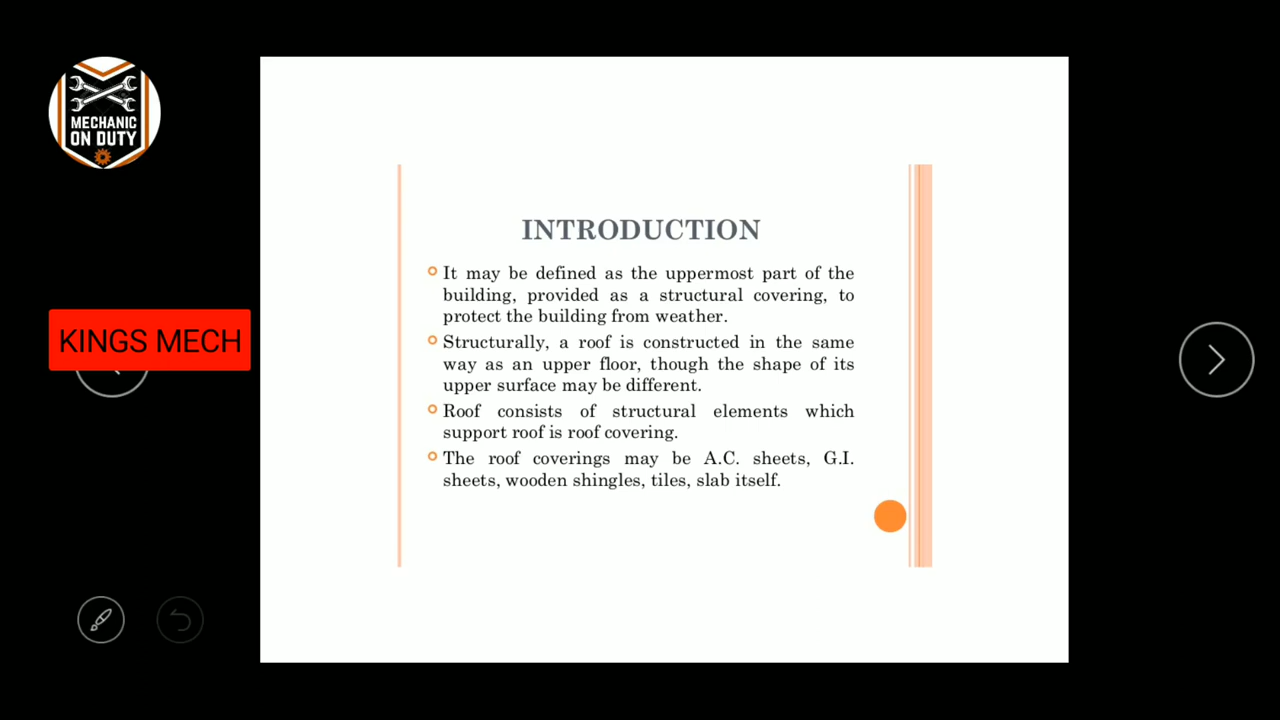 MECHANIC
ON DUTY
KINGS MECH
INTRODUCTION
It may be defined as the uppermost part of the
building, provided as a structural covering, to
protect the building from weather.
Structurally, a roof is constructed in the same
way as an upper floor, though the shape of its
upper surface may be different.
Roof consists of structural elements which
support roof is roof covering.
The roof coverings may be A.C. sheets, G.I.
sheets, wooden shingles, tiles, slab itself.